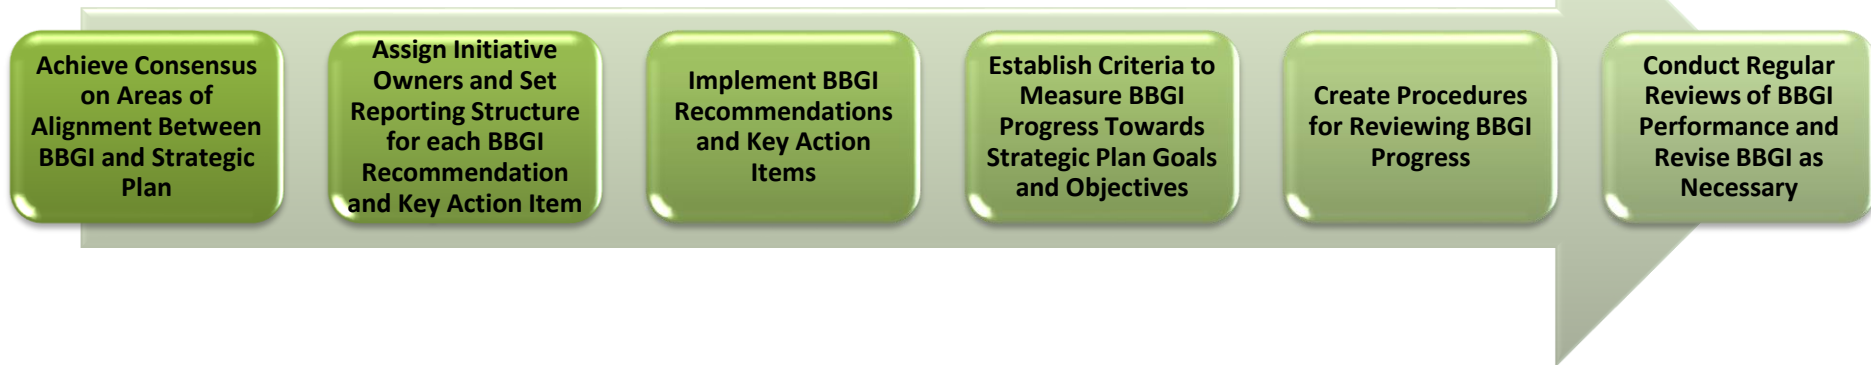 Achieve Consensus
on Areas of
Alignment Between
BBGI and Strategic
Plan
Assign Initiative
Owners and Set
Reporting Structure
for each BBGI
Recommendation
and Key Action Item
Implement BBGI
Recommendations
and Key Action
Items
Establish Criteria to
Measure BBGI
Progress Towards
Strategic Plan Goals
and Objectives
Create Procedures
for Reviewing BBGI
Progress
Conduct Regular
Reviews of BBGI
Performance and
Revise BBGI as
Necessary